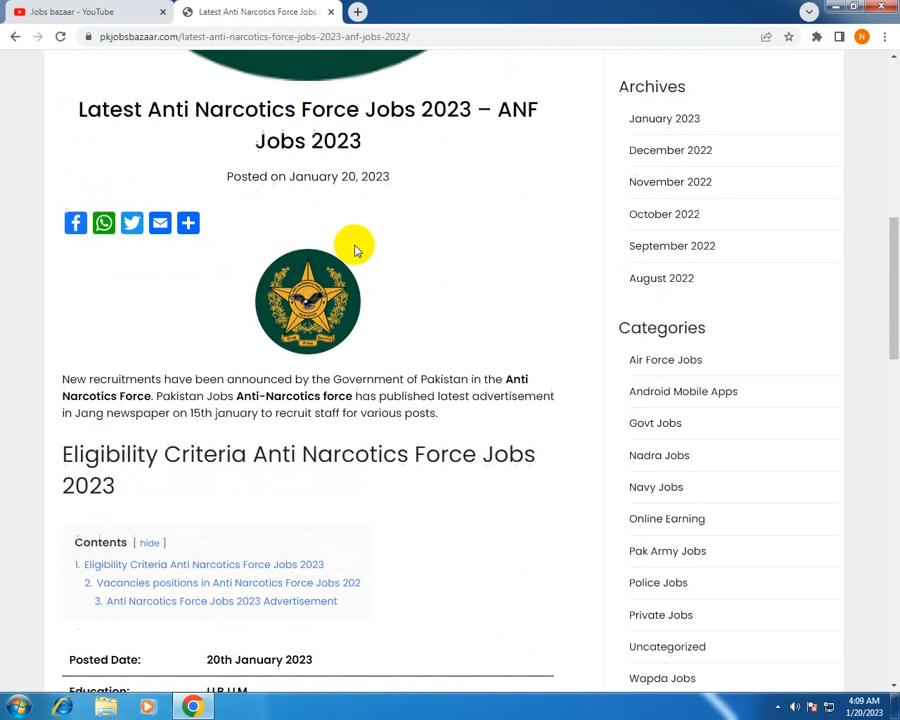 Jobs bazaar - YouTube
Latest Anti Narcotics Force Jobs
pkjobsbazaar.com/latest-anti-narcotics-force-jobs-2023-anf-jobs-2023/
N
Latest Anti Narcotics Force Jobs 2023 – ANF
Jobs 2023
Posted on January 20, 2023
New recruitments have been announced by the Government of Pakistan in the Anti
Narcotics Force. Pakistan Jobs Anti-Narcotics force has published latest advertisement
in Jang newspaper on 15th january to recruit staff for various posts.
Eligibility Criteria Anti Narcotics Force Jobs
2023
Contents [ hide ]
1. Eligibility Criteria Anti Narcotics Force Jobs 2023
2. Vacancies positions in Anti Narcotics Force Jobs 202
3. Anti Narcotics Force Jobs 2023 Advertisement
Posted Date: 20th January 2023
Education:
Archives
January 2023
December 2022
November 2022
October 2022
September 2022
August 2022
Categories
Air Force Jobs
Android Mobile Apps
Govt Jobs
Nadra Jobs
Navy Jobs
Online Earning
Pak Army Jobs
Police Jobs
Private Jobs
Uncategorized
Wapda Jobs
4:09 AM
1/20/2023